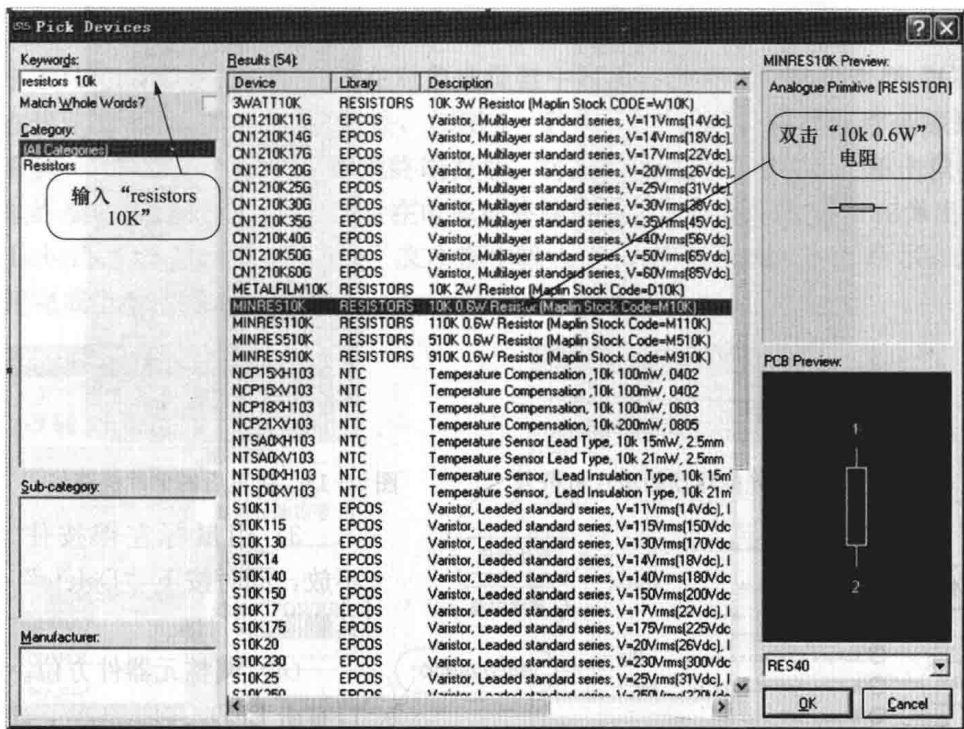 ISIS Pick Devices
Keywords:
resistors 10k
Match Whole Words?
Category:
(All Categories)
Resistors
输入“resistors
10K”
Sub-category:
Manufacturer:
Results (54):
Device Library Description
3WATT10K RESISTORS 10K 3W Resistor (Maplin Stock CODE=W10K)
CN1210K11G EPCOS Varistor, Multilayer standard series, V=11Vrms(14Vdc),
CN1210K14G EPCOS Varistor, Multilayer standard series, V=14Vrms(18Vdc),
CN1210K17G EPCOS Varistor, Multilayer standard series, V=17Vrms(22Vdc),
CN1210K20G EPCOS Varistor, Multilayer standard series, V=20Vrms(26Vdc),
CN1210K25G EPCOS Varistor, Multilayer standard series, V=25Vrms(31Vdc),
CN1210K30G EPCOS Varistor, Multilayer standard series, V=30Vrms(38Vdc),
CN1210K35G EPCOS Varistor, Multilayer standard series, V=35Vrms(45Vdc),
CN1210K40G EPCOS Varistor, Multilayer standard series, V=40Vrms(56Vdc),
CN1210K50G EPCOS Varistor, Multilayer standard series, V=50Vrms(65Vdc),
CN1210K60G EPCOS Varistor, Multilayer standard series, V=60Vrms(85Vdc),
METALFILM10K RESISTORS 10K 2W Resistor (Maplin Stock Code=D10K)
MINRES10K RESISTORS 10K 0.6W Resistor (Maplin Stock Code=M10K)
MINRES110K RESISTORS 110K 0.6W Resistor (Maplin Stock Code=M110K)
MINRES510K RESISTORS 510K 0.6W Resistor (Maplin Stock Code=M510K)
MINRES910K RESISTORS 910K 0.6W Resistor (Maplin Stock Code=M910K)
NCP15XH103 NTC Temperature Compensation ,10k 100mW, 0402
NCP15XV103 NTC Temperature Compensation ,10k 100mW, 0402
NCP18XH103 NTC Temperature Compensation ,10k 100mW, 0603
NCP21XV103 NTC Temperature Compensation ,10k 200mW, 0805
NTSA0XH103 NTC Temperature Sensor Lead Type, 10k 15mW, 2.5mm
NTSA0XV103 NTC Temperature Sensor Lead Type, 10k 21mW, 2.5mm
NTSD0XH103 NTC Temperature Sensor, Lead Insulation Type, 10k 15m
NTSD0XV103 NTC Temperature Sensor, Lead Insulation Type, 10k 21m
S10K11 EPCOS Varistor, Leaded standard series, V=11Vrms(14Vdc), I
S10K115 EPCOS Varistor, Leaded standard series, V=115Vrms(150Vdc
S10K130 EPCOS Varistor, Leaded standard series, V=130Vrms(170Vdc
S10K14 EPCOS Varistor, Leaded standard series, V=14Vrms(18Vdc), I
S10K140 EPCOS Varistor, Leaded standard series, V=140Vrms(180Vdc
S10K150 EPCOS Varistor, Leaded standard series, V=150Vrms(200Vdc
S10K17 EPCOS Varistor, Leaded standard series, V=17Vrms(22Vdc), I
S10K175 EPCOS Varistor, Leaded standard series, V=175Vrms(225Vdc
S10K20 EPCOS Varistor, Leaded standard series, V=20Vrms(26Vdc), I
S10K230 EPCOS Varistor, Leaded standard series, V=230Vrms(300Vdc
S10K25 EPCOS Varistor, Leaded standard series, V=25Vrms(31Vdc), I
S10K250 EPCOS Varistor, Leaded standard series, V=250Vrms(320Vdc
MINRES10K Preview:
Analogue Primitive [RESISTOR]
双击“10k 0.6W”
电阻
PCB Preview:
1
2
RES40
OK Cancel